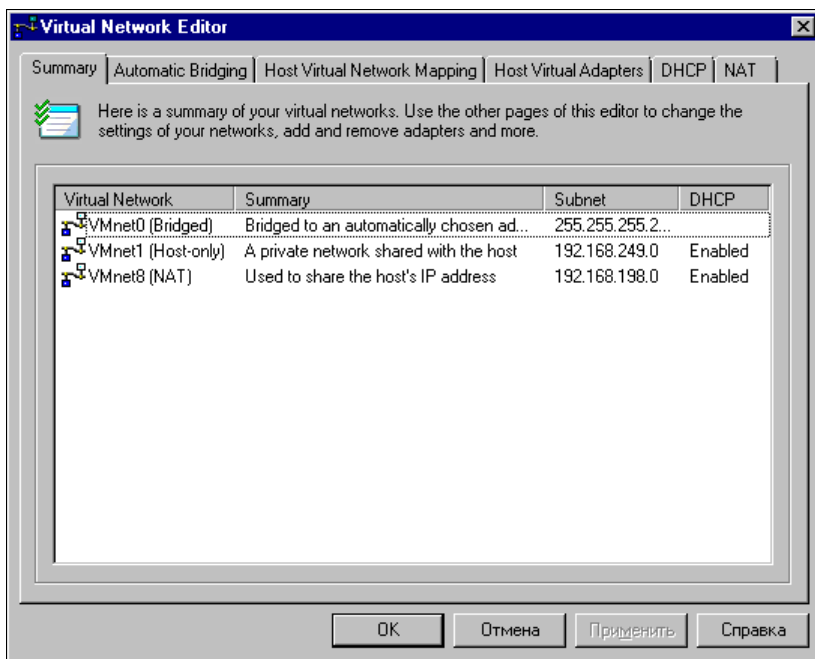 Virtual Network Editor
Summary Automatic Bridging Host Virtual Network Mapping Host Virtual Adapters DHCP NAT
Here is a summary of your virtual networks. Use the other pages of this editor to change the
settings of your networks, add and remove adapters and more.
Virtual Network Summary Subnet DHCP
VMnet0 (Bridged) Bridged to an automatically chosen ad... 255.255.255.2...
VMnet1 (Host-only) A private network shared with the host 192.168.249.0 Enabled
VMnet8 (NAT) Used to share the host's IP address 192.168.198.0 Enabled
OK Отмена Применить Справка